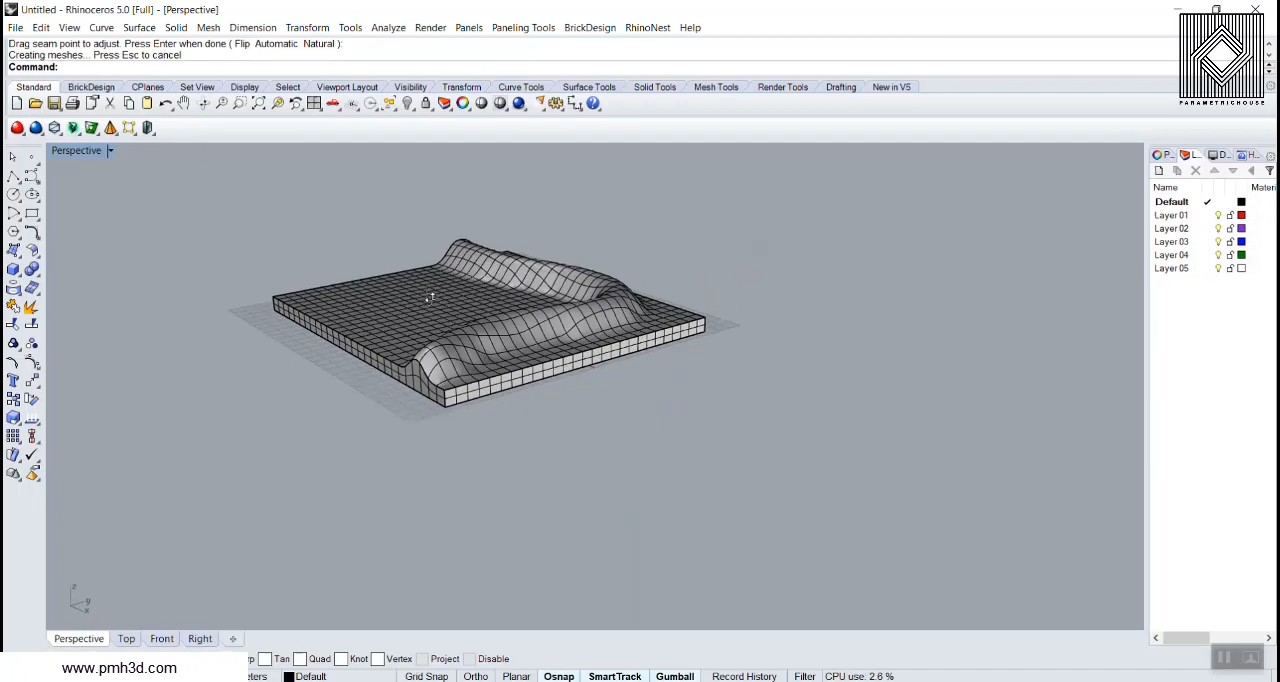 Untitled - Rhinoceros 5.0 [Full] - [Perspective]
File Edit View Curve Surface Solid Mesh Dimension Transform Tools Analyze Render Panels Paneling Tools BrickDesign RhinoNest Help
Drag seam point to adjust. Press Enter when done ( Flip Automatic Natural ):
Creating meshes... Press Esc to cancel
Command:
PARAMETRICHOUSE
Standard BrickDesign CPlanes Set View Display Select Viewport Layout Visibility Transform Curve Tools Surface Tools Solid Tools Mesh Tools Render Tools Drafting New in V5
Perspective
P... L... D... H...
Name Mater
Default
Layer 01
Layer 02
Layer 03
Layer 04
Layer 05
z
y
x
Perspective Top Front Right
Tan Quad Knot Vertex Project Disable
www.pmh3d.com
eters Default Grid Snap Ortho Planar Osnap SmartTrack Gumball Record History Filter CPU use: 2.6 %